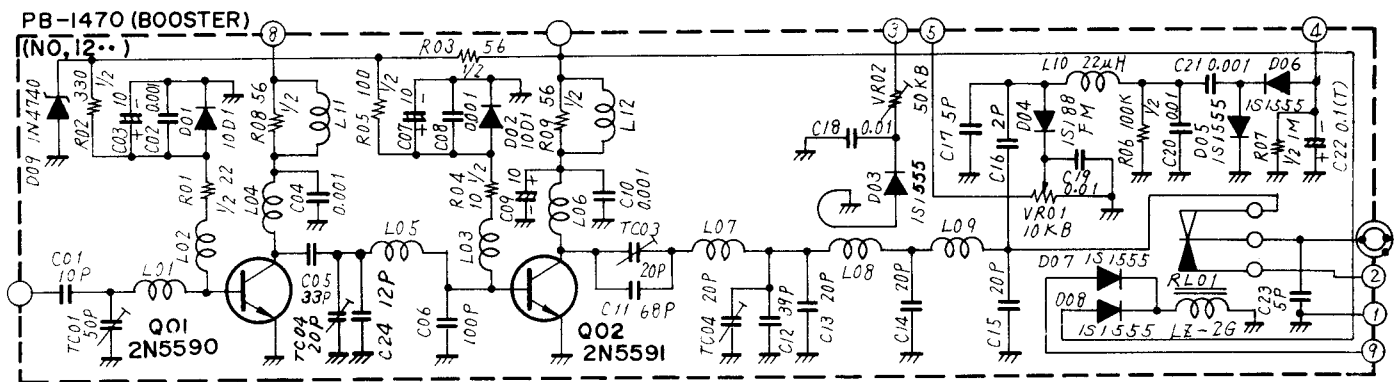 PB-1470 (BOOSTER)
(NO, 12··)
8
3
5
4
R03 56
1/2
D09 1N4740
R02 330
1/2
C03 10
C02 0.001
D01
10D1
R08 56
1/2
L11
R05 100
1/2
C07 10
C08 0.001
D02
10D1
R09 56
1/2
L12
VR02
50KB
C18 0.01
C17 5P
C16 2P
L10 22μH
D04
1S188
FM
R06 100K
1/2
C20 0.01
C21 0.001
D05
1S1555
D06
1S1555
R07
1/2 1M
C22 0.1(T)
R01
1/2 22
L02
L04
C04
0.001
R04
10 1/2
C09 10
L03
L06
C10
0.001
D03
1S1555
C19
0.01
VR01
10KB
C01
10P
L01
TC01
50P
Q01
2N5590
C05
33P
TC04
20P
C24 12P
L05
C06
100P
Q02
2N5591
TC03
20P
C11 68P
L07
TC04 20P
C12 39P
C13 20P
L08
C14 20P
L09
C15 20P
D07 1S1555
D08
1S1555
RL01
LZ-2G
C23
5P
2
1
9